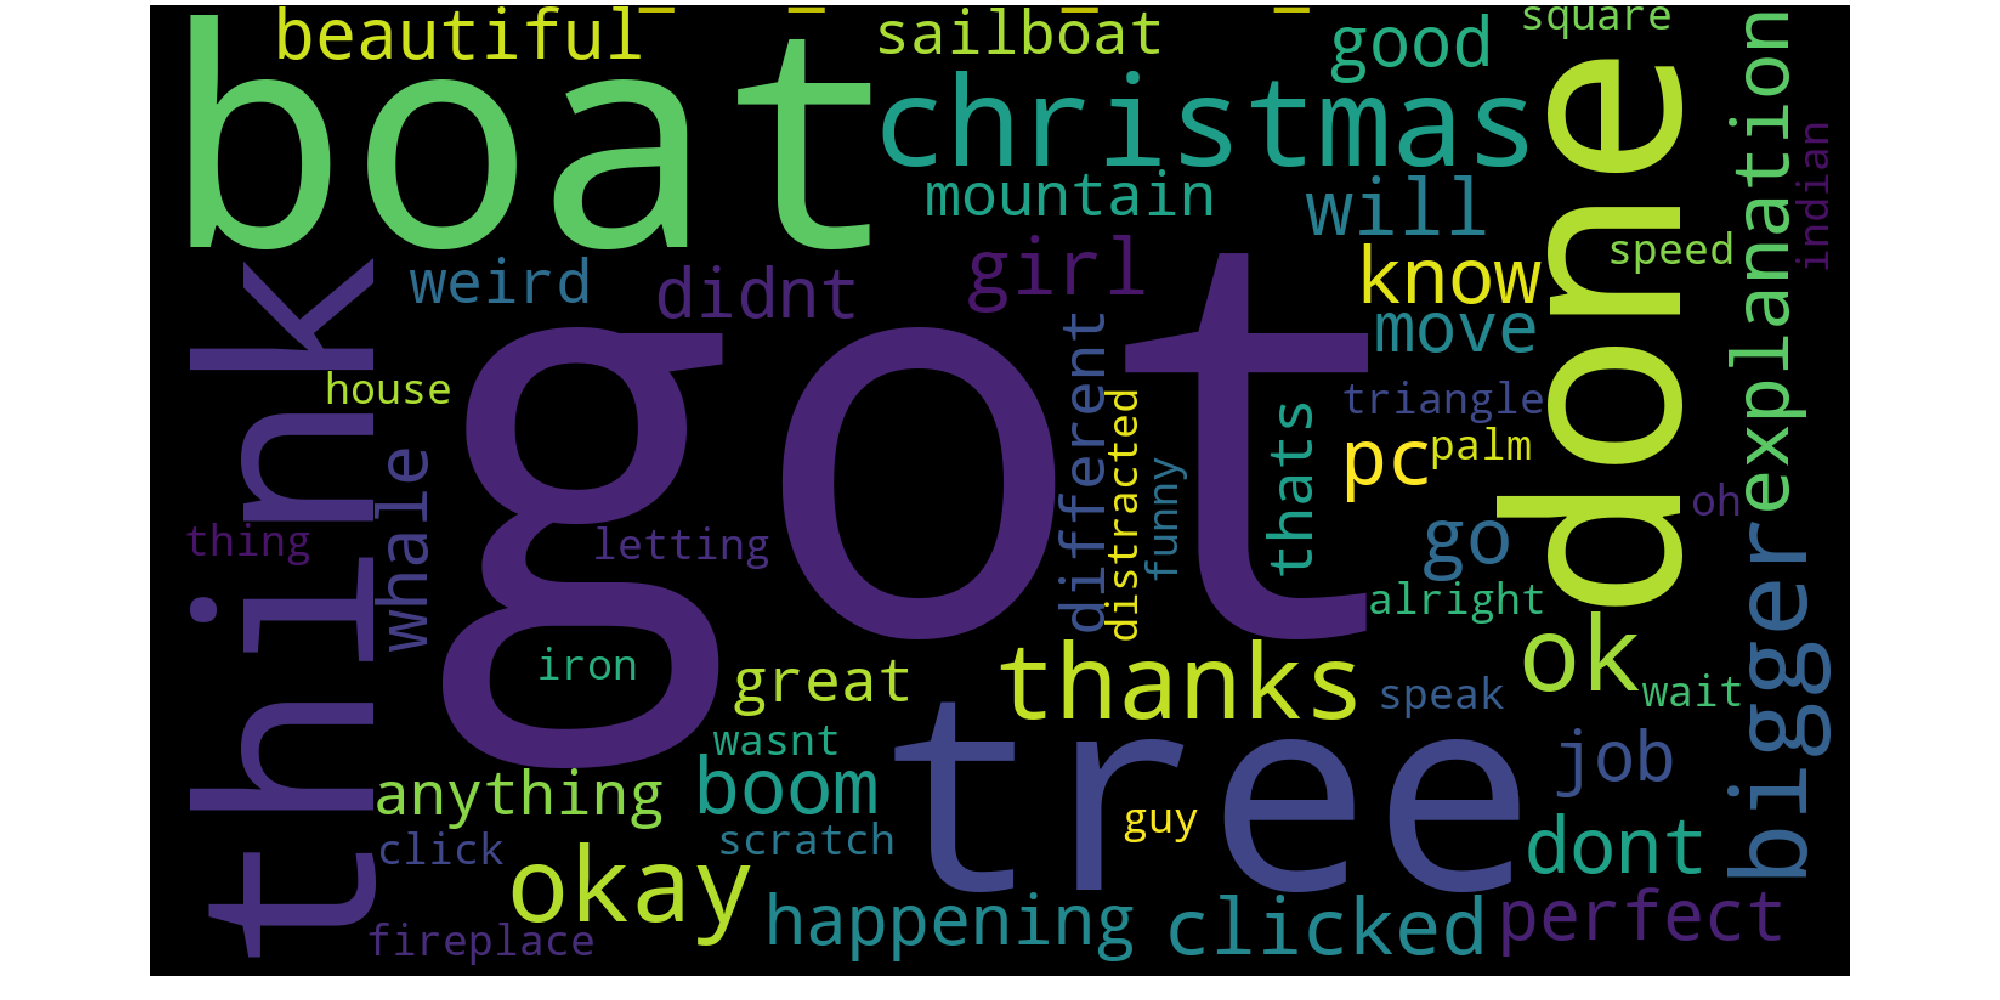 beautiful
sailboat
good
square
boat
christmas
done
explanation
indian
mountain
will
weird
didnt
girl
know
speed
think
got
move
house
different
distracted
triangle
thats
pc
palm
whale
funny
oh
thing
letting
go
alright
bigger
iron
great
thanks
ok
speak
wait
wasnt
tree
job
anything
boom
guy
click
scratch
dont
okay
happening
clicked
perfect
fireplace